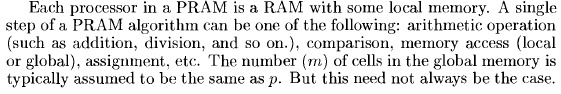 Each processor in a PRAM is a RAM with some local memory. A single
step of a PRAM algorithm can be one of the following: arithmetic operation
(such as addition, division, and so on.), comparison, memory access (local
or global), assignment, etc. The number (m) of cells in the global memory is
typically assumed to be the same as p. But this need not always be the case.